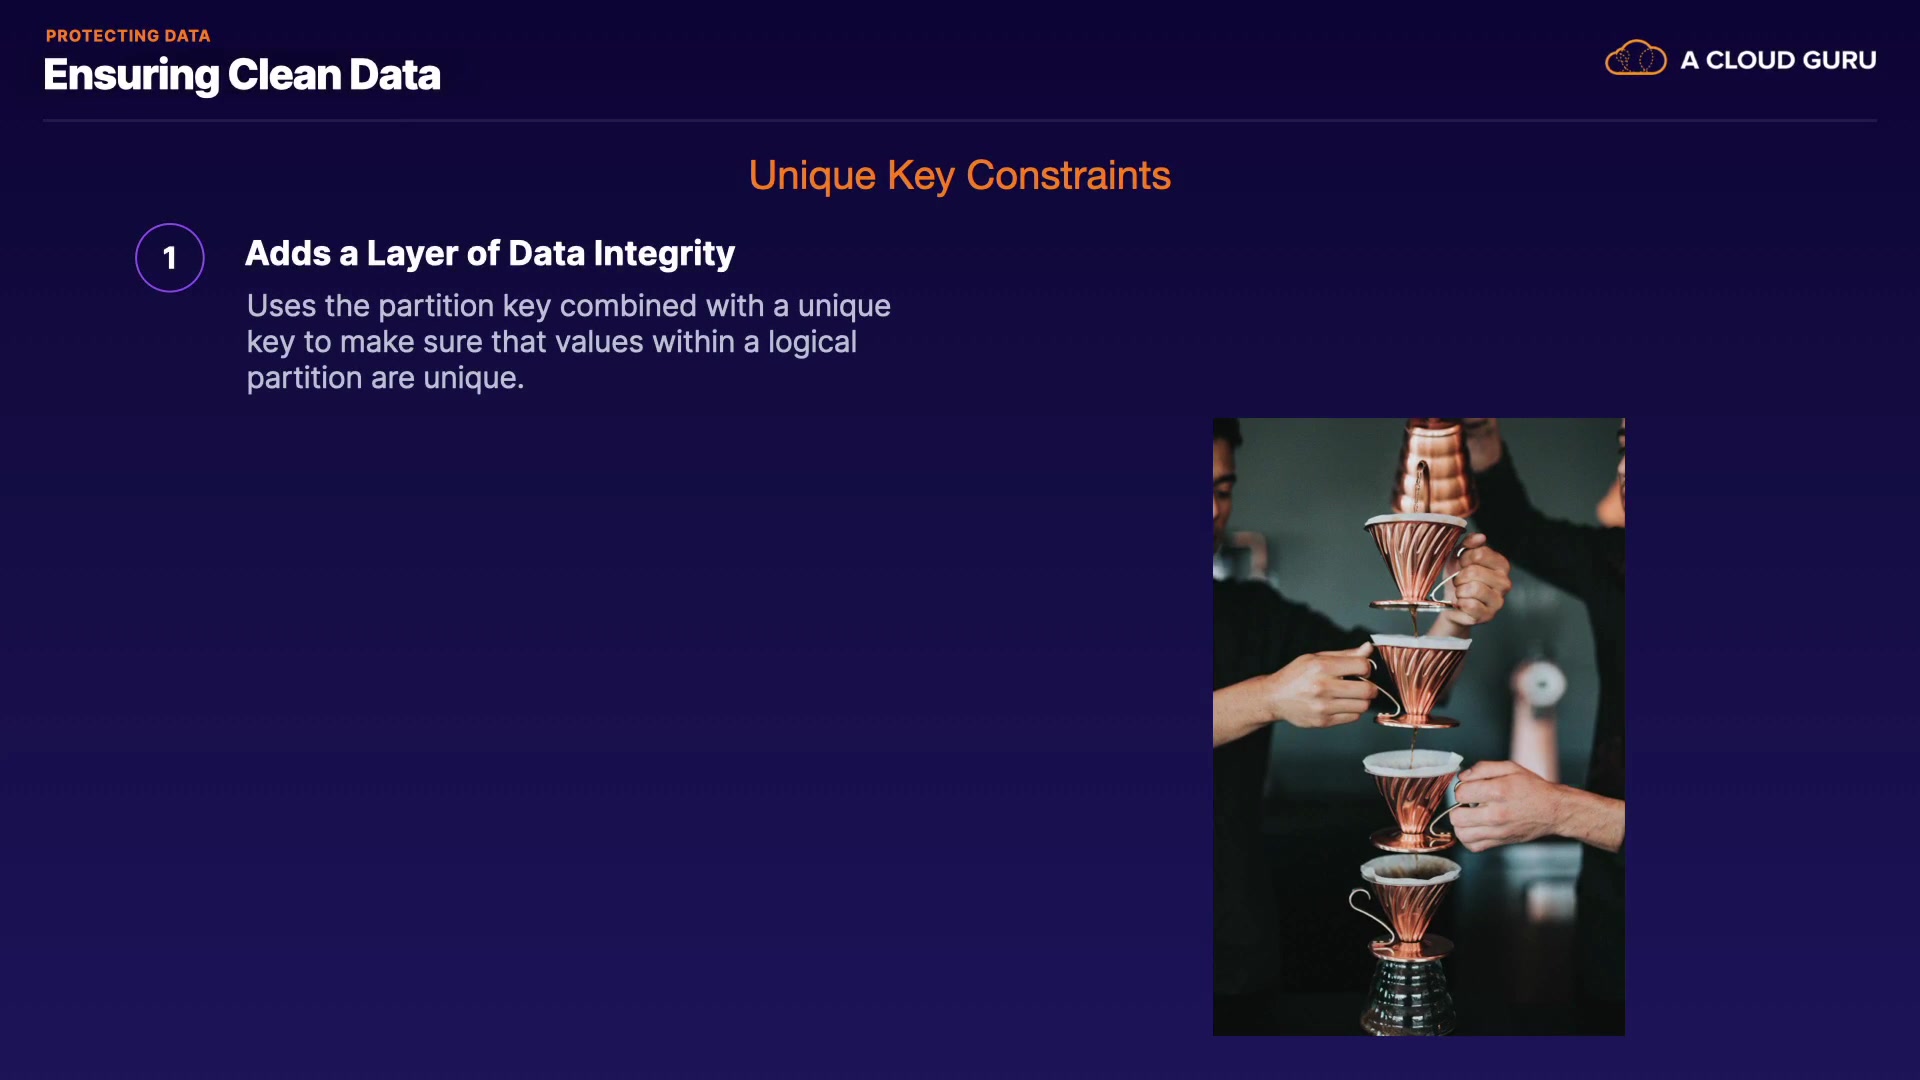 PROTECTING DATA
Ensuring Clean Data
A CLOUD GURU
Unique Key Constraints
1
Adds a Layer of Data Integrity
Uses the partition key combined with a unique
key to make sure that values within a logical
partition are unique.